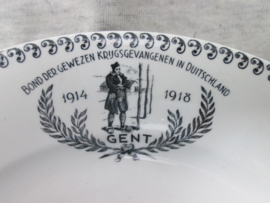 BOND DER GEWEZEN KRIJGSGEVANGENEN IN DUITSCHLAND
1914 1918
GENT